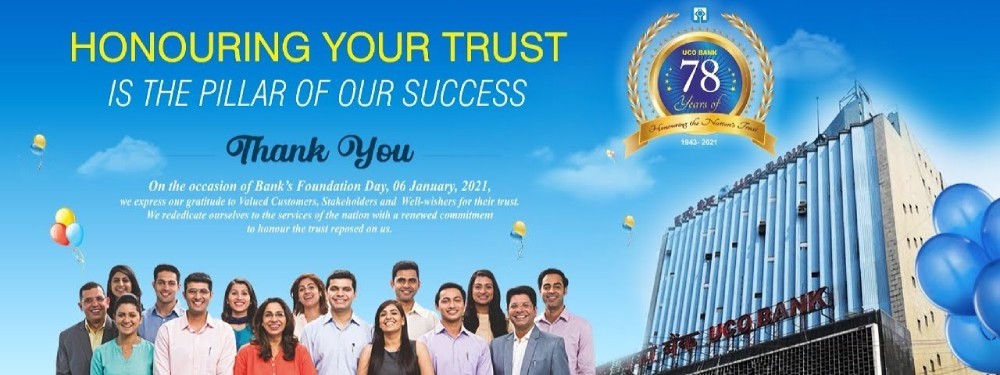 HONOURING YOUR TRUST
IS THE PILLAR OF OUR SUCCESS
Thank You
On the occasion of Bank's Foundation Day, 06 January, 2021,
we express our gratitude to Valued Customers, Stakeholders and Well-wishers for their trust.
We rededicate ourselves to the services of the nation with a renewed commitment
to honour the trust reposed on us.
UCO BANK
78
Years of
Honouring the Nation's Trust
1943- 2021
UCO BANK
UCO BANK